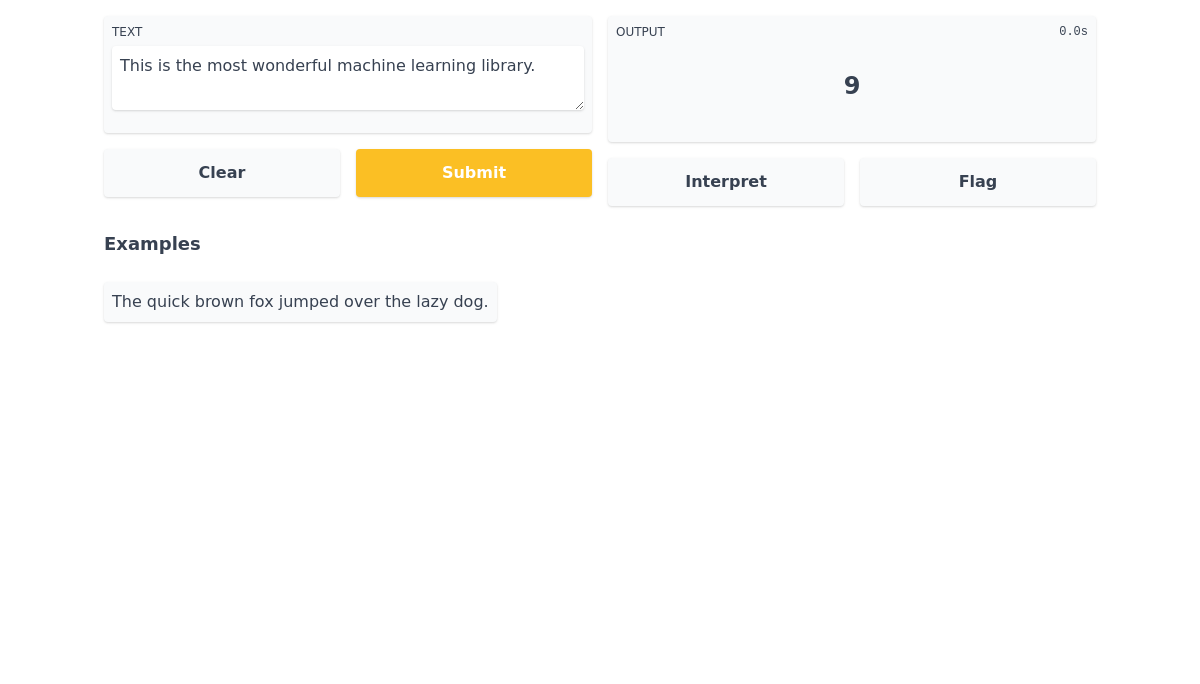 TEXT
This is the most wonderful machine learning library.
Clear
Submit
OUTPUT
0.0s
9
Interpret
Flag
Examples
The quick brown fox jumped over the lazy dog.